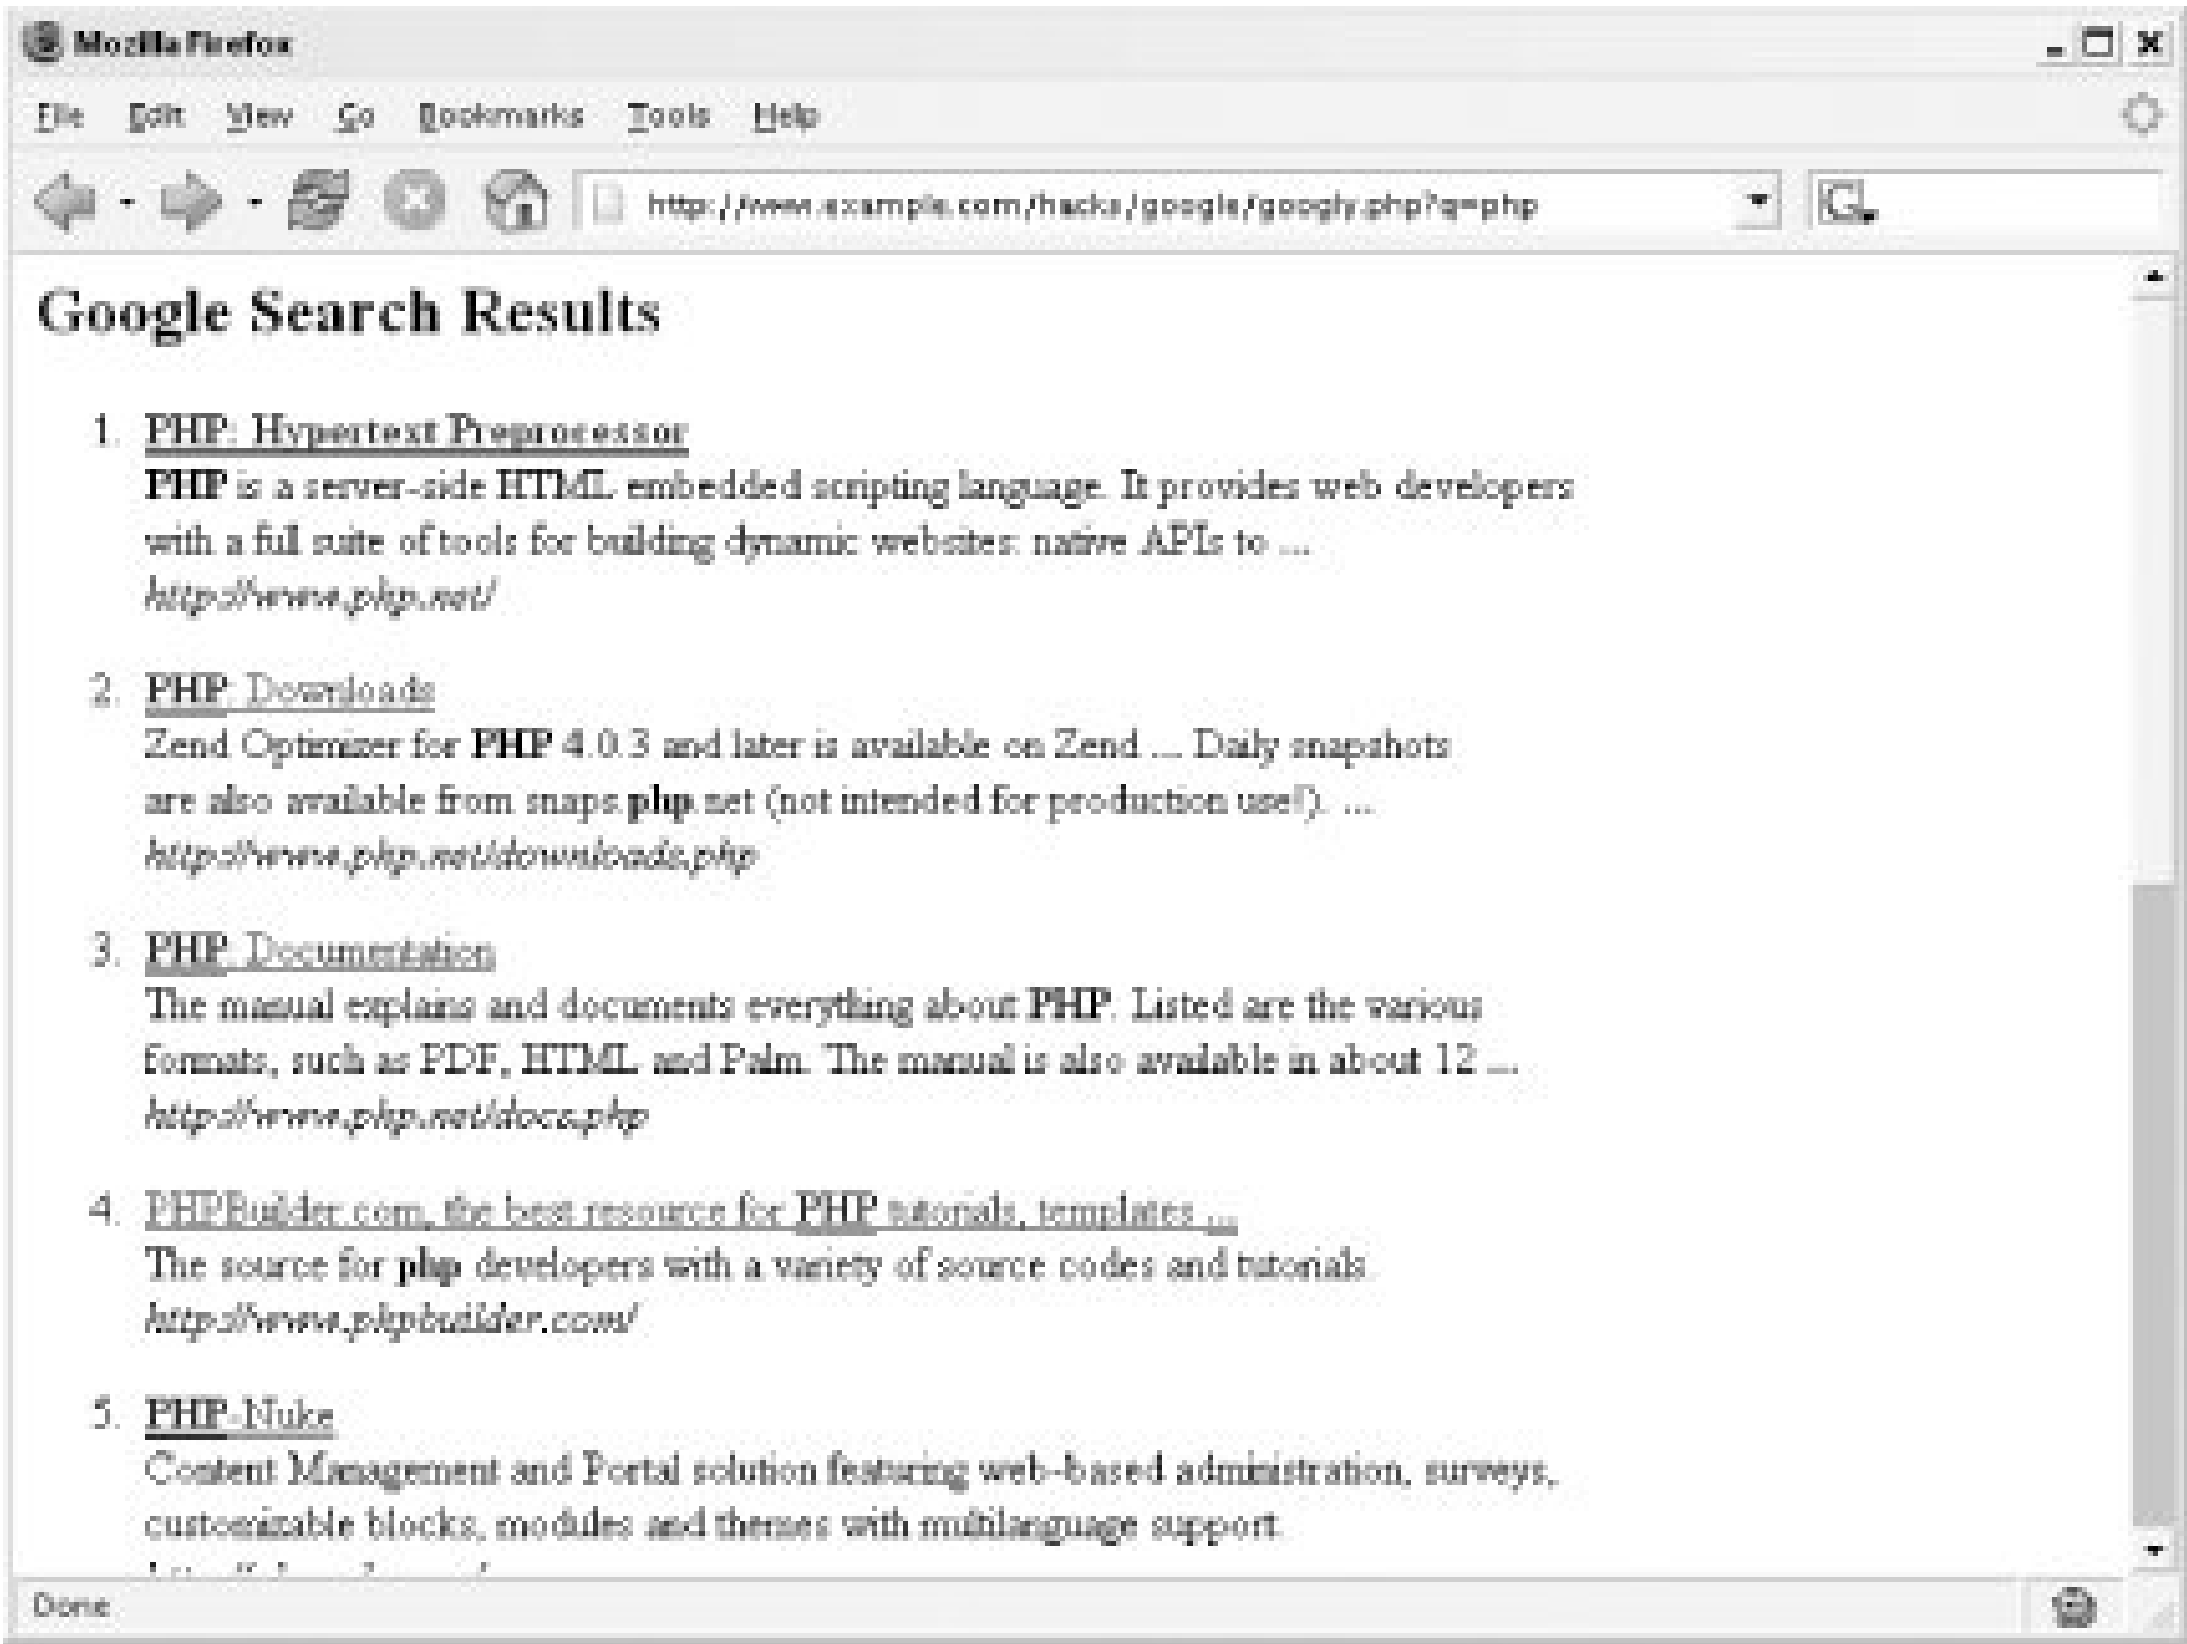 Mozilla Firefox
File Edit View Go Bookmarks Tools Help
http://www.example.com/hacks/google/googly.php?q=php
G
Google Search Results
1. PHP: Hypertext Preprocessor
PHP is a server-side HTML embedded scripting language. It provides web developers
with a full suite of tools for building dynamic websites: native APIs to ...
http://www.php.net/
2. PHP: Downloads
Zend Optimizer for PHP 4.0.3 and later is available on Zend ... Daily snapshots
are also available from snaps.php.net (not intended for production use!). ...
http://www.php.net/downloads.php
3. PHP: Documentation
The manual explains and documents everything about PHP. Listed are the various
formats, such as PDF, HTML and Palm. The manual is also available in about 12 ...
http://www.php.net/docs.php
4. PHPBuilder.com, the best resource for PHP tutorials, templates ...
The source for php developers with a variety of source codes and tutorials.
http://www.phpbuilder.com/
5. PHP-Nuke
Content Management and Portal solution featuring web-based administration, surveys,
customizable blocks, modules and themes with multilanguage support.
Done